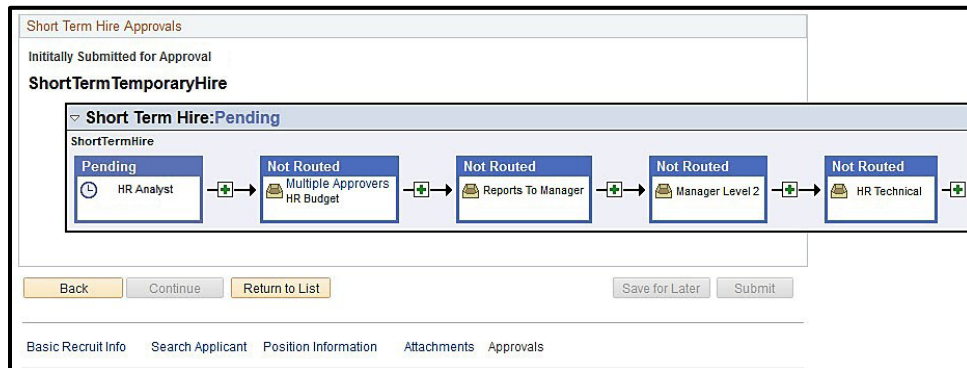 Short Term Hire Approvals
Inititally Submitted for Approval
ShortTermTemporaryHire
Short Term Hire:Pending
ShortTermHire
Pending
HR Analyst
Not Routed
Multiple Approvers
HR Budget
Not Routed
Reports To Manager
Not Routed
Manager Level 2
Not Routed
HR Technical
Back Continue Return to List Save for Later Submit
Basic Recruit Info Search Applicant Position Information Attachments Approvals